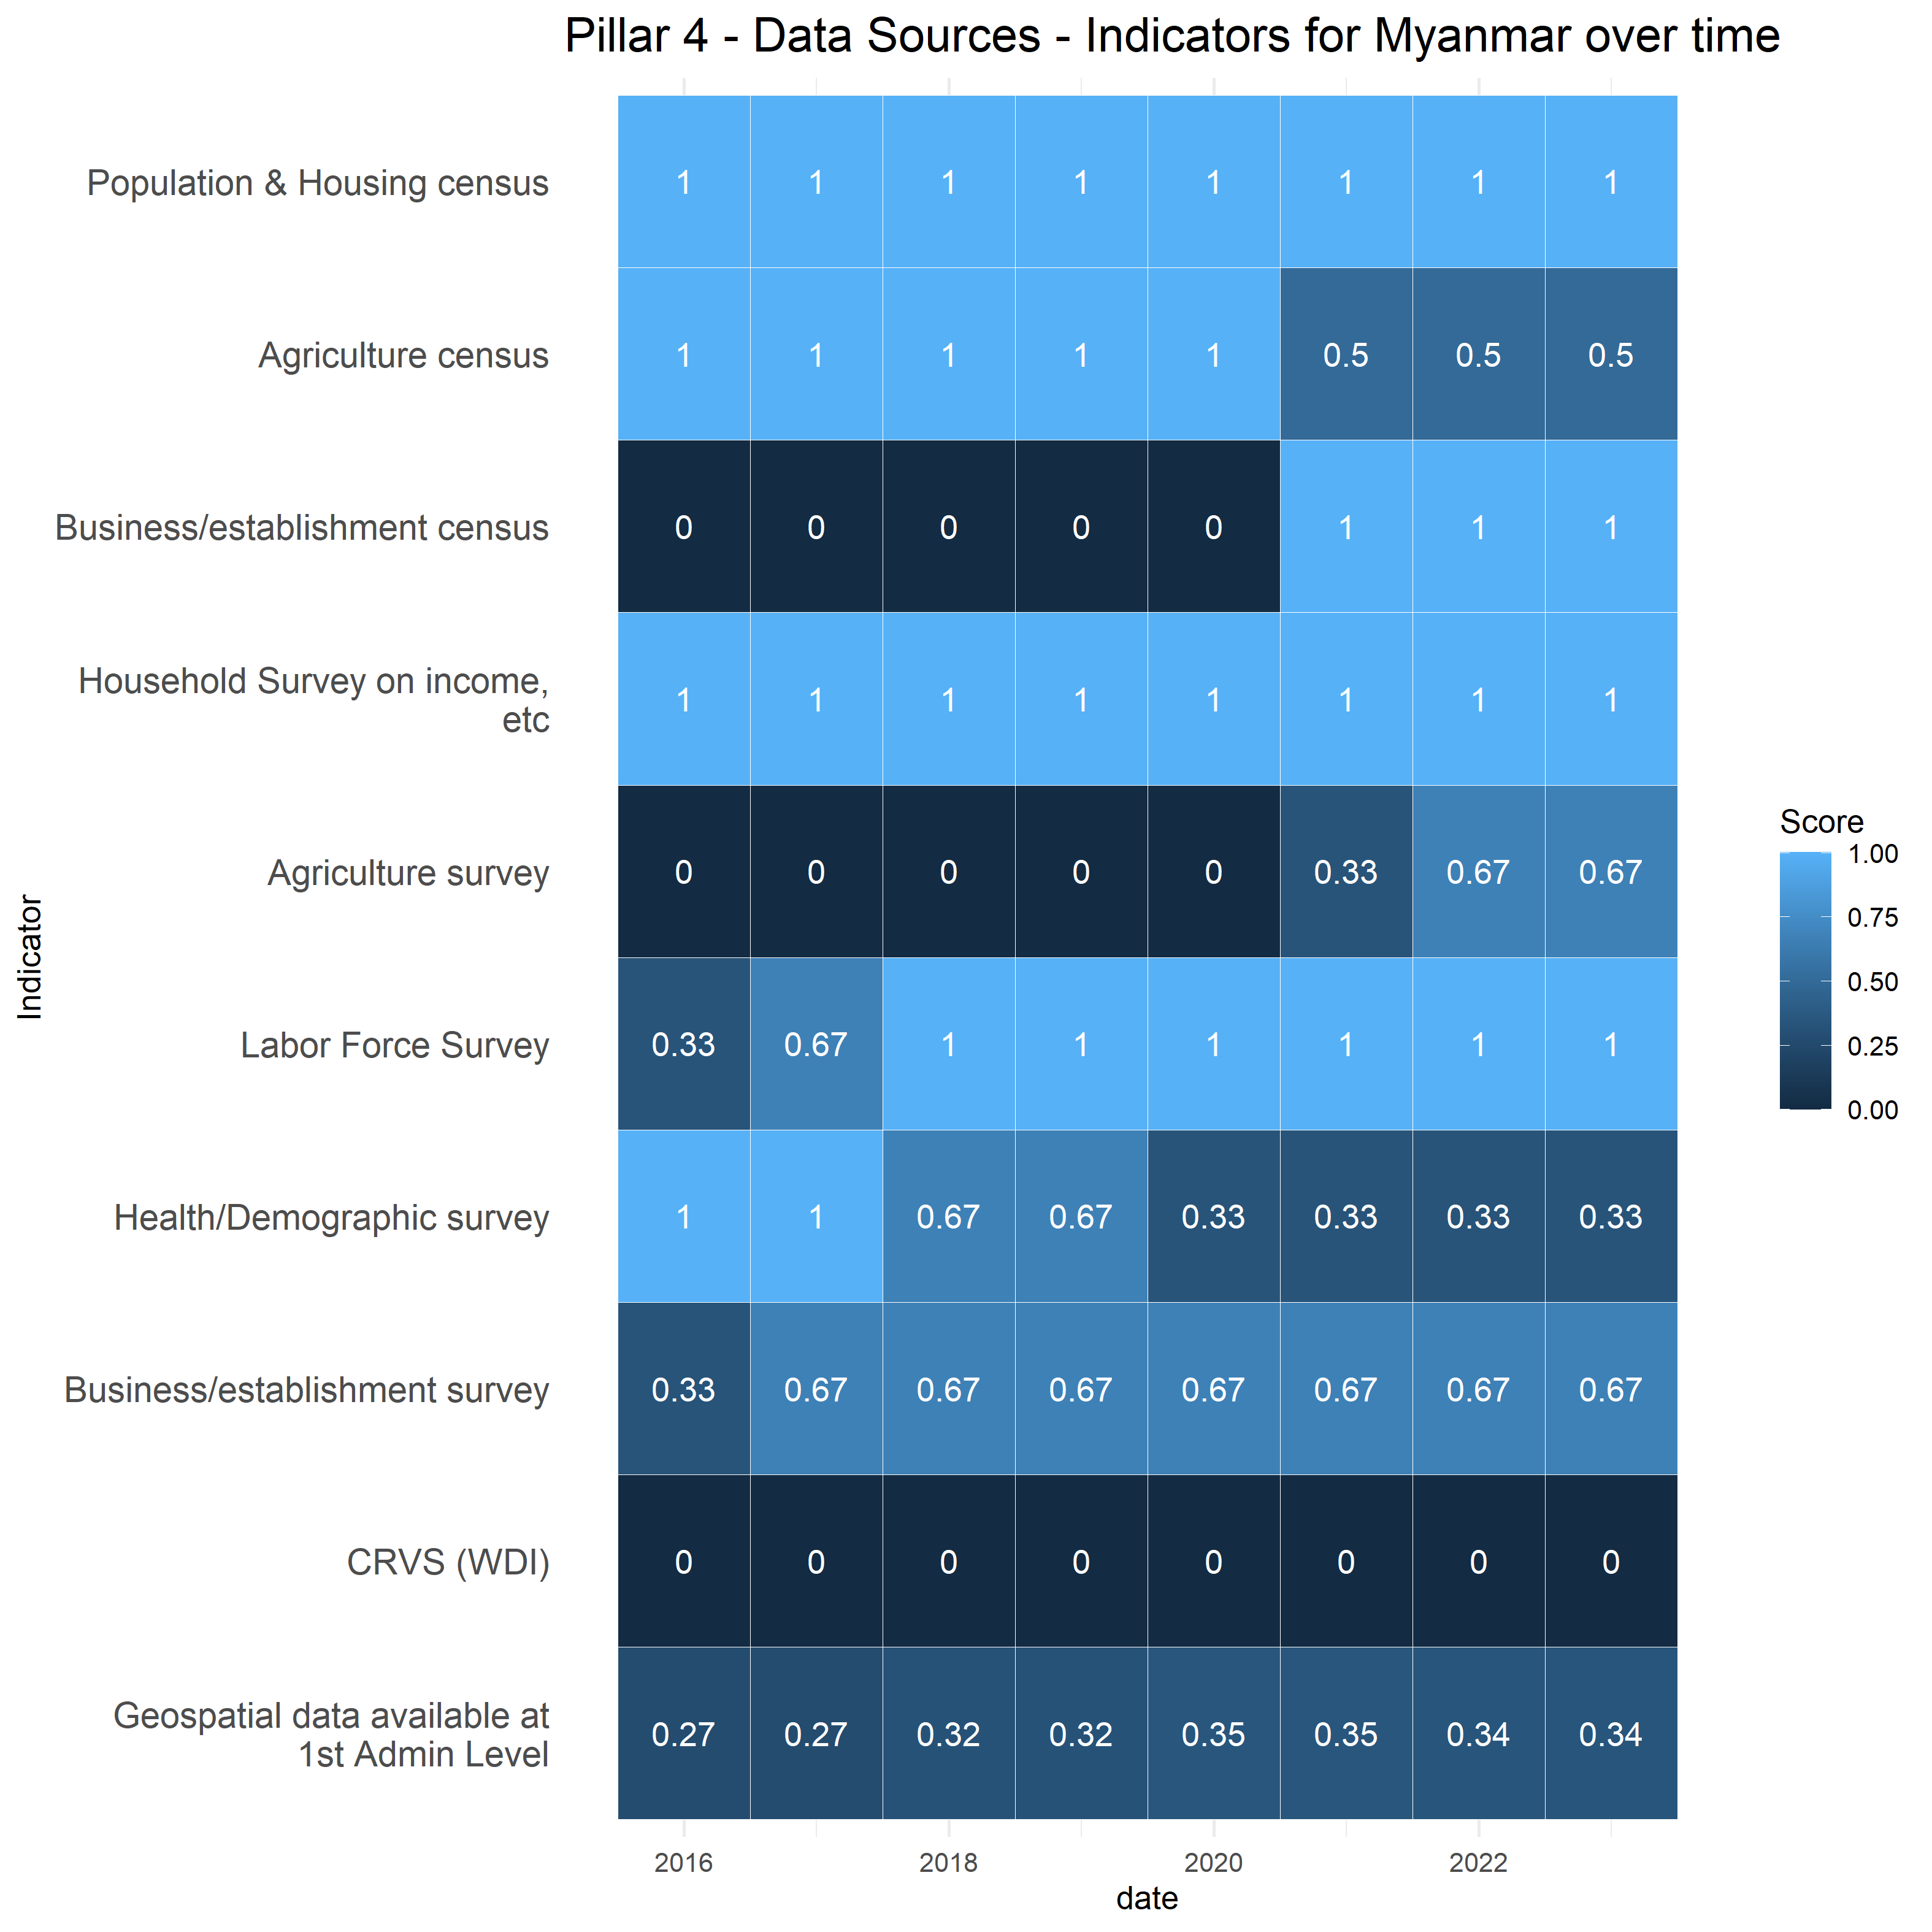 Pillar 4 - Data Sources - Indicators for Myanmar over time
Population & Housing census
1 1 1 1 1 1 1 1
Agriculture census
1 1 1 1 1 0.5 0.5 0.5
Business/establishment census
0 0 0 0 0 1 1 1
Household Survey on income,
etc
1 1 1 1 1 1 1 1
Agriculture survey
0 0 0 0 0 0.33 0.67 0.67
Labor Force Survey
0.33 0.67 1 1 1 1 1 1
Health/Demographic survey
1 1 0.67 0.67 0.33 0.33 0.33 0.33
Business/establishment survey
0.33 0.67 0.67 0.67 0.67 0.67 0.67 0.67
CRVS (WDI)
0 0 0 0 0 0 0 0
Geospatial data available at
1st Admin Level
0.27 0.27 0.32 0.32 0.35 0.35 0.34 0.34
2016 2018 2020 2022
date
Indicator
Score
1.00
0.75
0.50
0.25
0.00